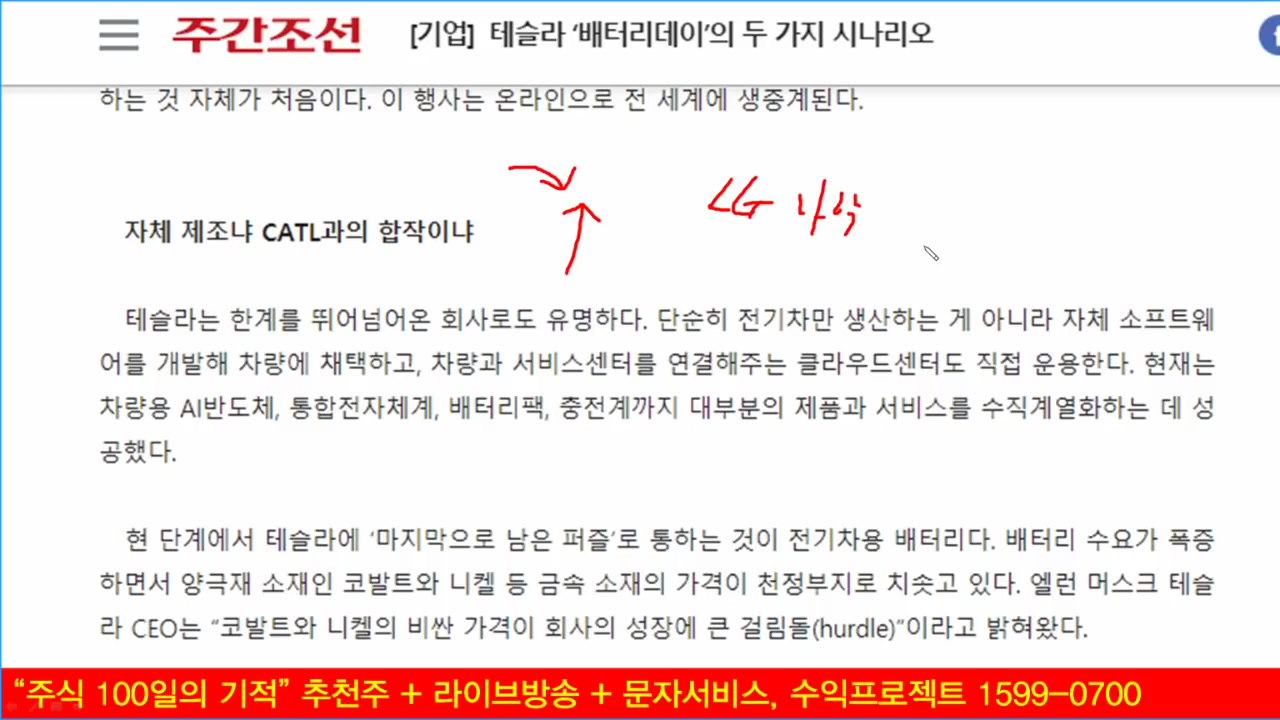 주간조선 [기업] 테슬라 ‘배터리데이’의 두 가지 시나리오
하는 것 자체가 처음이다. 이 행사는 온라인으로 전 세계에 생중계된다.
LG
자체 제조냐 CATL과의 합작이냐
테슬라는 한계를 뛰어넘어온 회사로도 유명하다. 단순히 전기차만 생산하는 게 아니라 자체 소프트웨
어를 개발해 차량에 채택하고, 차량과 서비스센터를 연결해주는 클라우드센터도 직접 운용한다. 현재는
차량용 AI반도체, 통합전자체계, 배터리팩, 충전계까지 대부분의 제품과 서비스를 수직계열화하는 데 성
공했다.
현 단계에서 테슬라에 ‘마지막으로 남은 퍼즐’로 통하는 것이 전기차용 배터리다. 배터리 수요가 폭증
하면서 양극재 소재인 코발트와 니켈 등 금속 소재의 가격이 천정부지로 치솟고 있다. 엘런 머스크 테슬
라 CEO는 “코발트와 니켈의 비싼 가격이 회사의 성장에 큰 걸림돌(hurdle)”이라고 밝혀왔다.
“주식 100일의 기적” 추천주 + 라이브방송 + 문자서비스, 수익프로젝트 1599-0700